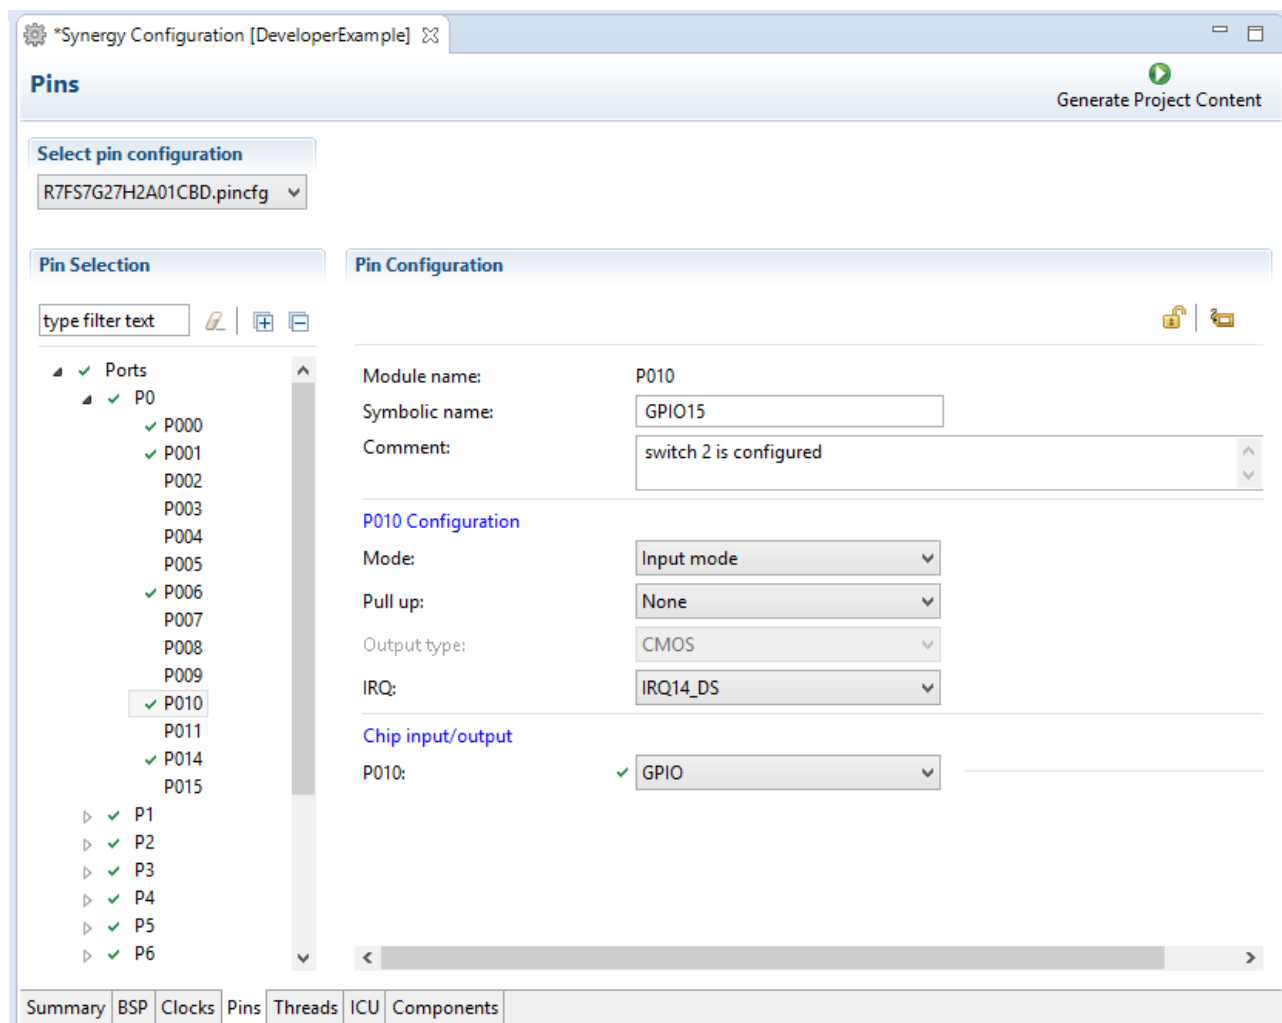 *Synergy Configuration [DeveloperExample]
Pins
Generate Project Content
Select pin configuration
R7FS7G27H2A01CBD.pincfg
Pin Selection
type filter text
Ports
P0
P000
P001
P002
P003
P004
P005
P006
P007
P008
P009
P010
P011
P014
P015
P1
P2
P3
P4
P5
P6
Pin Configuration
Module name: P010
Symbolic name: GPIO15
Comment: switch 2 is configured
P010 Configuration
Mode: Input mode
Pull up: None
Output type: CMOS
IRQ: IRQ14_DS
Chip input/output
P010: GPIO
Summary BSP Clocks Pins Threads ICU Components